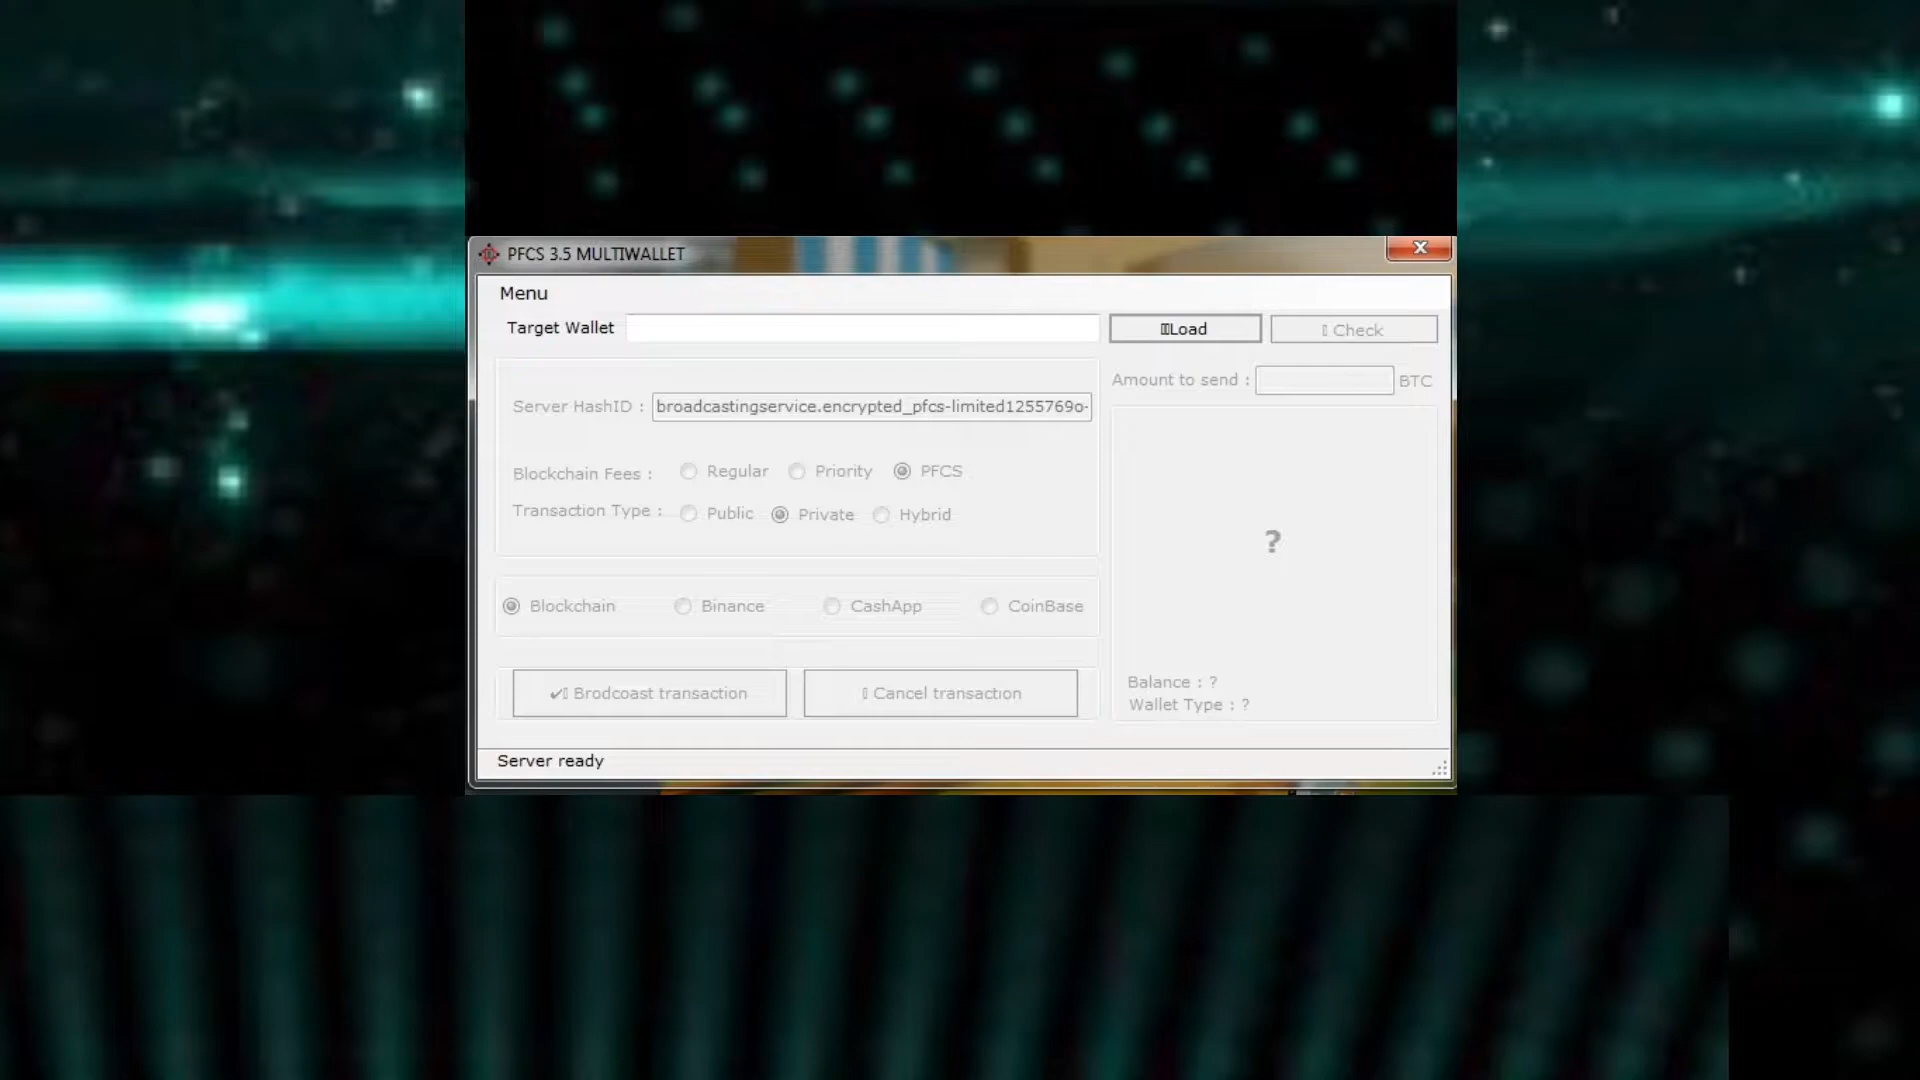 PFCS 3.5 MULTIWALLET
Menu
Target Wallet
Load
Check
Amount to send :
BTC
Server HashID :
broadcastingservice.encrypted_pfcs-limited1255769o-
Blockchain Fees :
Regular
Priority
PFCS
Transaction Type :
Public
Private
Hybrid
?
Blockchain
Binance
CashApp
CoinBase
✔ Brodcoast transaction
Cancel transaction
Balance : ?
Wallet Type : ?
Server ready